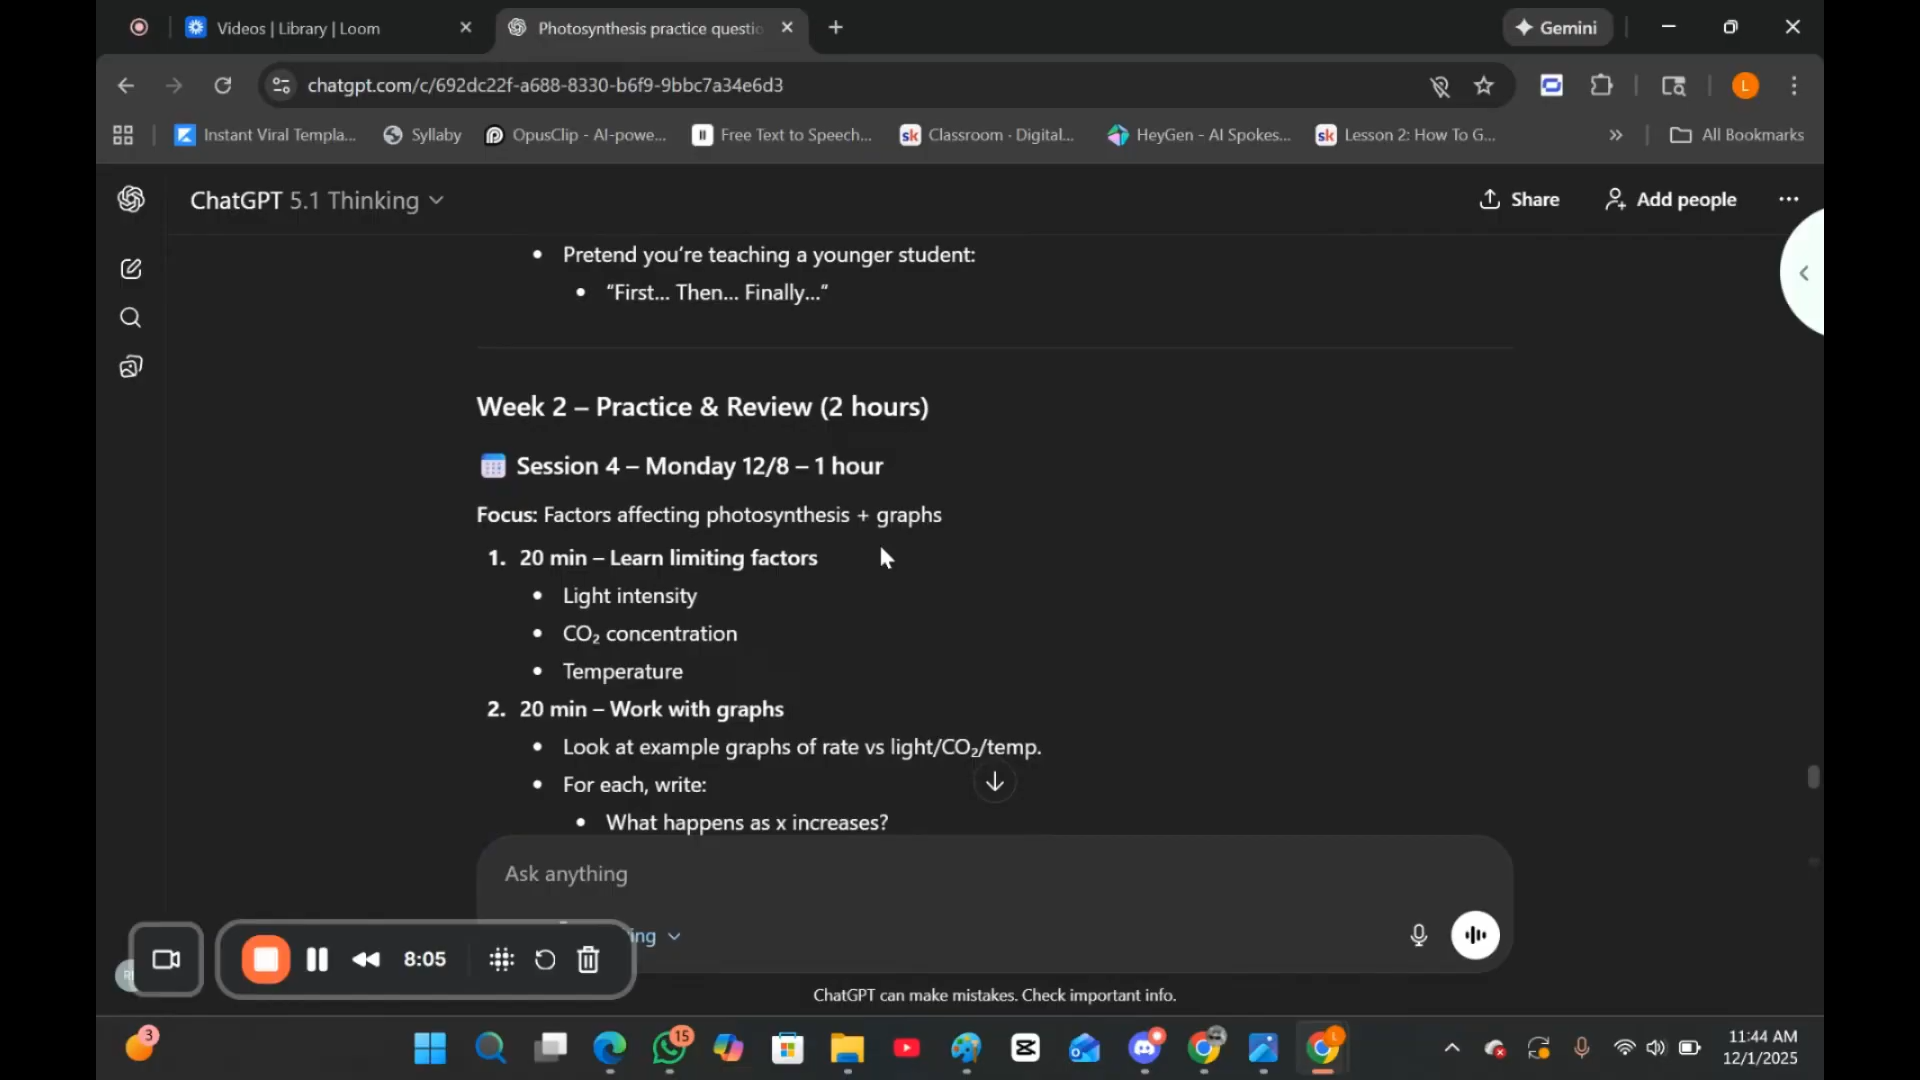 Videos | Library | Loom
Photosynthesis practice questio
Gemini
chatgpt.com/c/692dc22f-a688-8330-b6f9-9bbc7a34e6d3
L
Instant Viral Templa...
Syllaby
OpusClip - AI-powe...
Free Text to Speech...
sk
Classroom - Digital...
HeyGen - AI Spokes...
sk
Lesson 2: How To G...
All Bookmarks
ChatGPT 5.1 Thinking
Share
Add people
• Pretend you’re teaching a younger student:
• “First... Then... Finally...”
Week 2 – Practice & Review (2 hours)
Session 4 – Monday 12/8 – 1 hour
Focus: Factors affecting photosynthesis + graphs
1. 20 min – Learn limiting factors
• Light intensity
• CO₂ concentration
• Temperature
2. 20 min – Work with graphs
• Look at example graphs of rate vs light/CO₂/temp.
• For each, write:
• What happens as x increases?
Ask anything
ing
8:05
ChatGPT can make mistakes. Check important info.
3
15
L
11:44 AM
12/1/2025